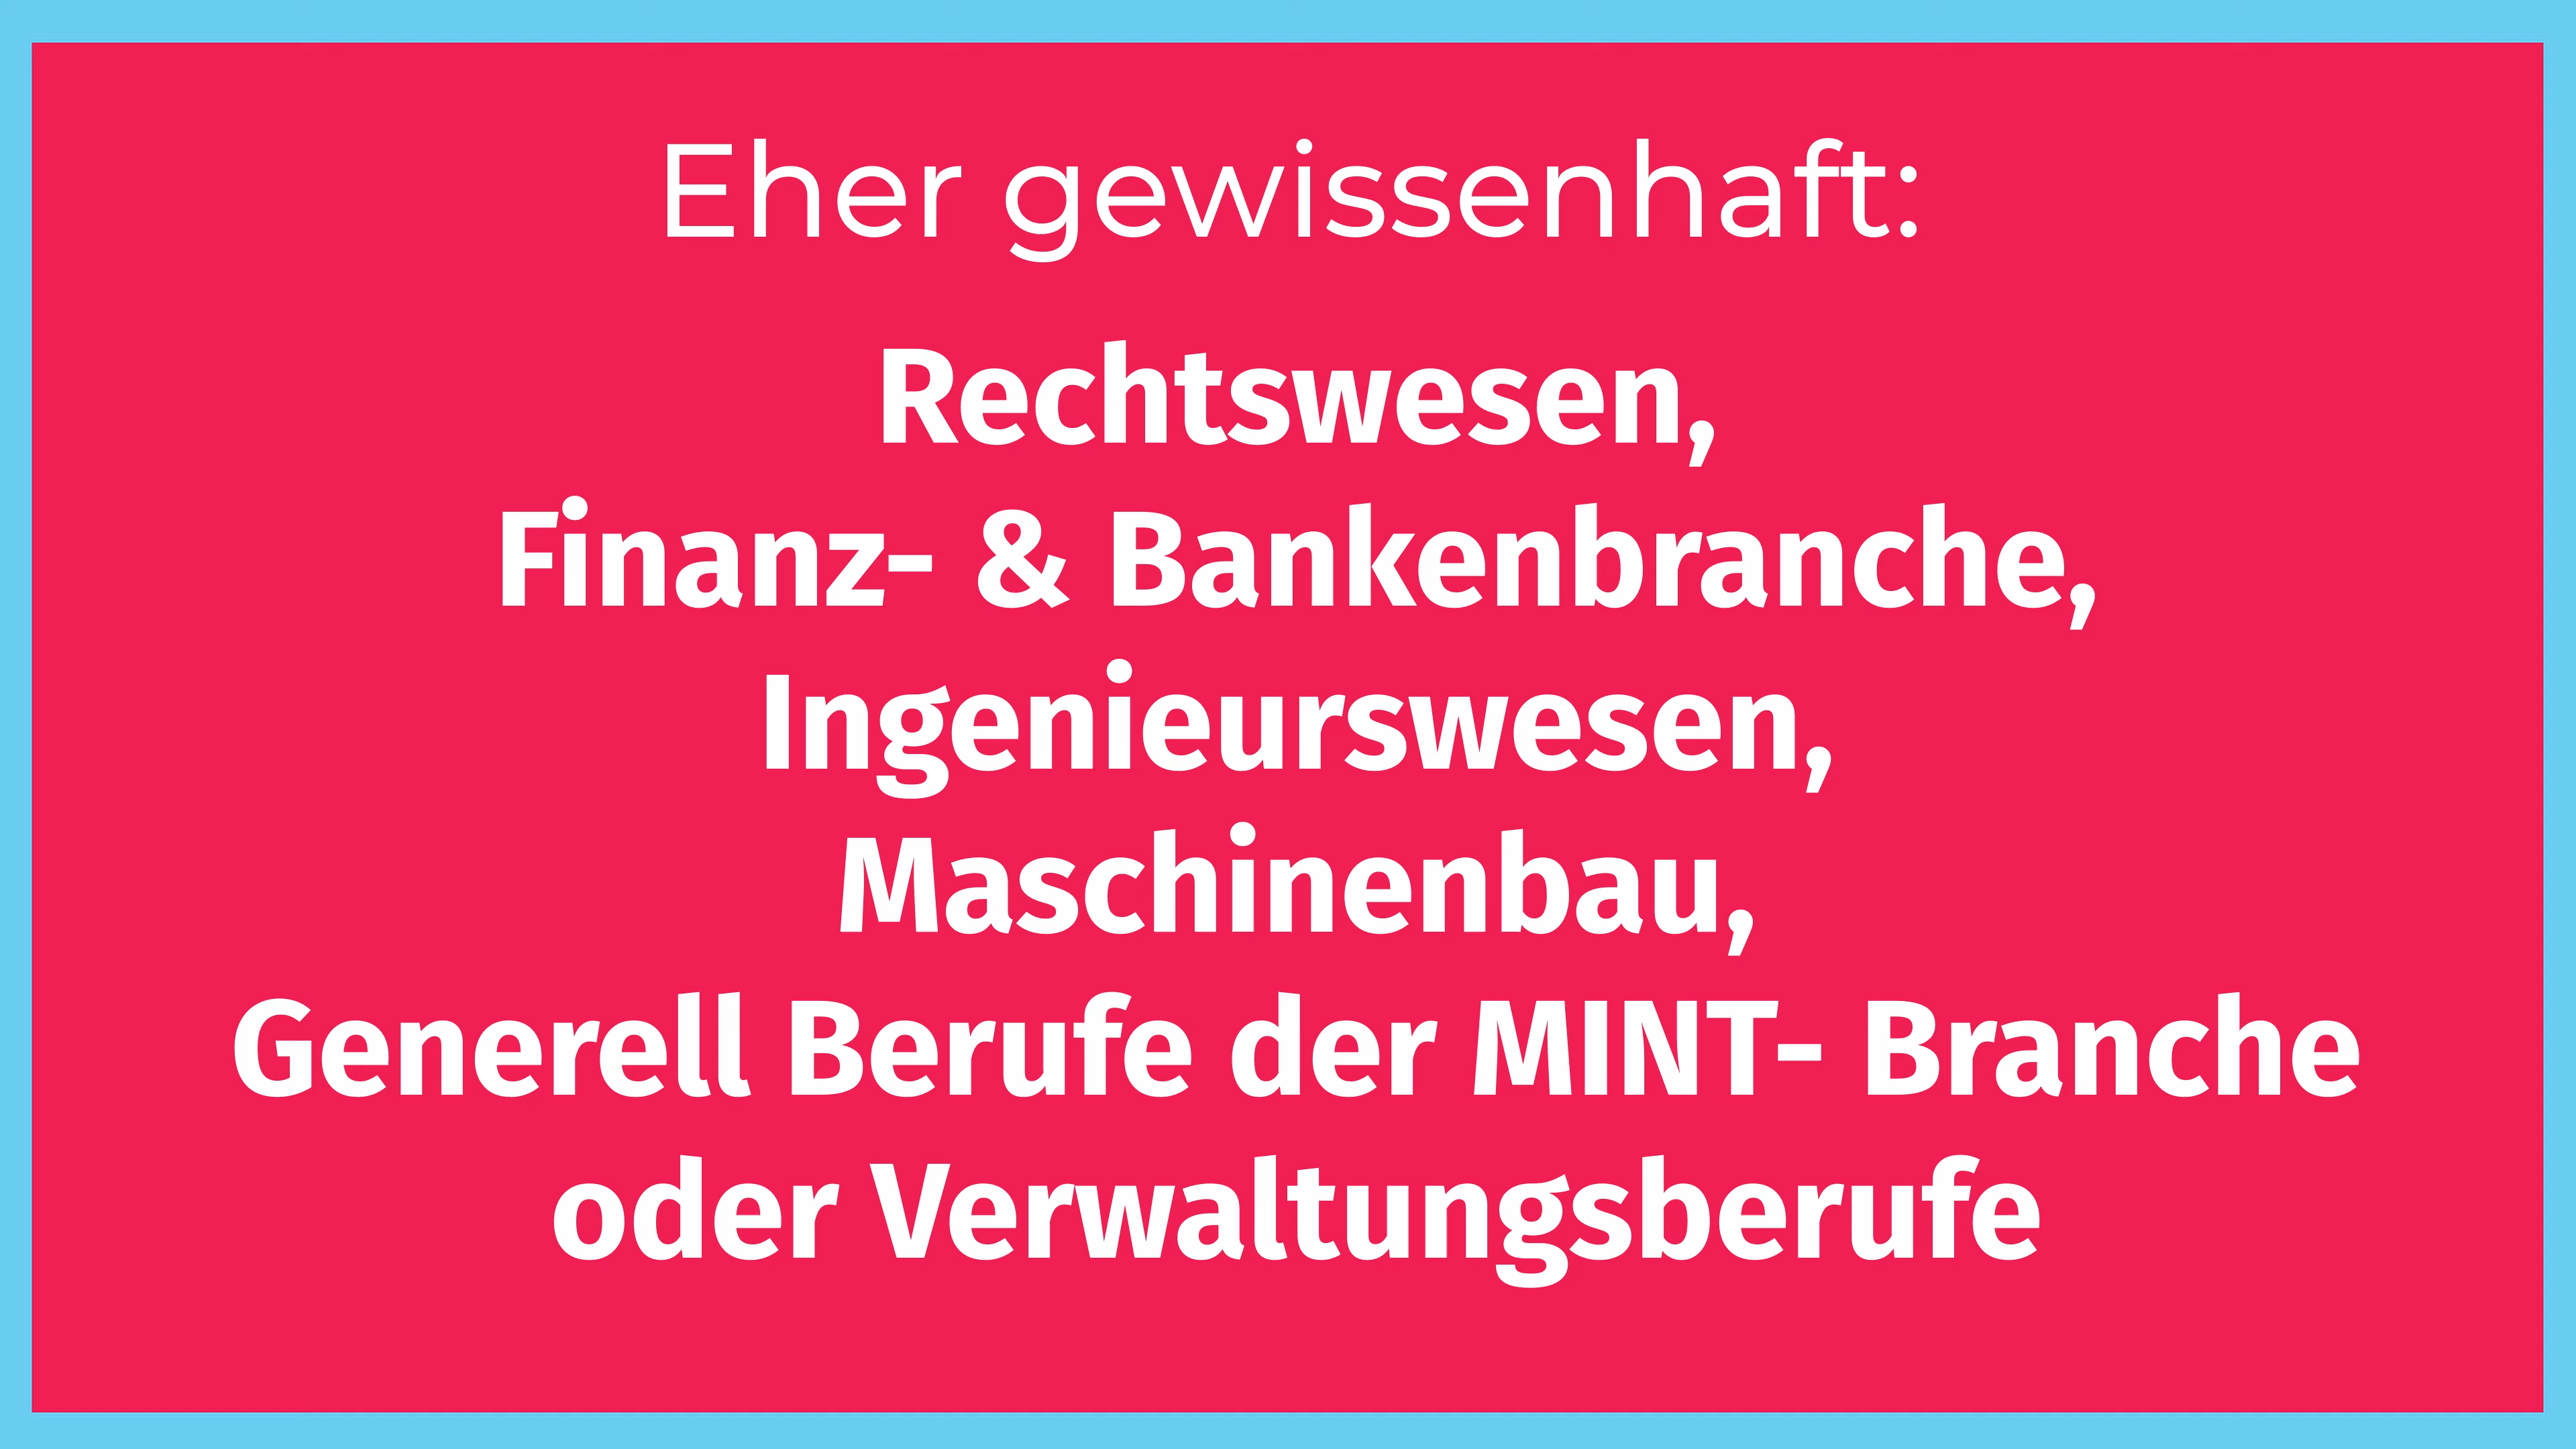 Eher gewissenhaft:
Rechtswesen,
Finanz- & Bankenbranche,
Ingenieurswesen,
Maschinenbau,
Generell Berufe der MINT- Branche
oder Verwaltungsberufe